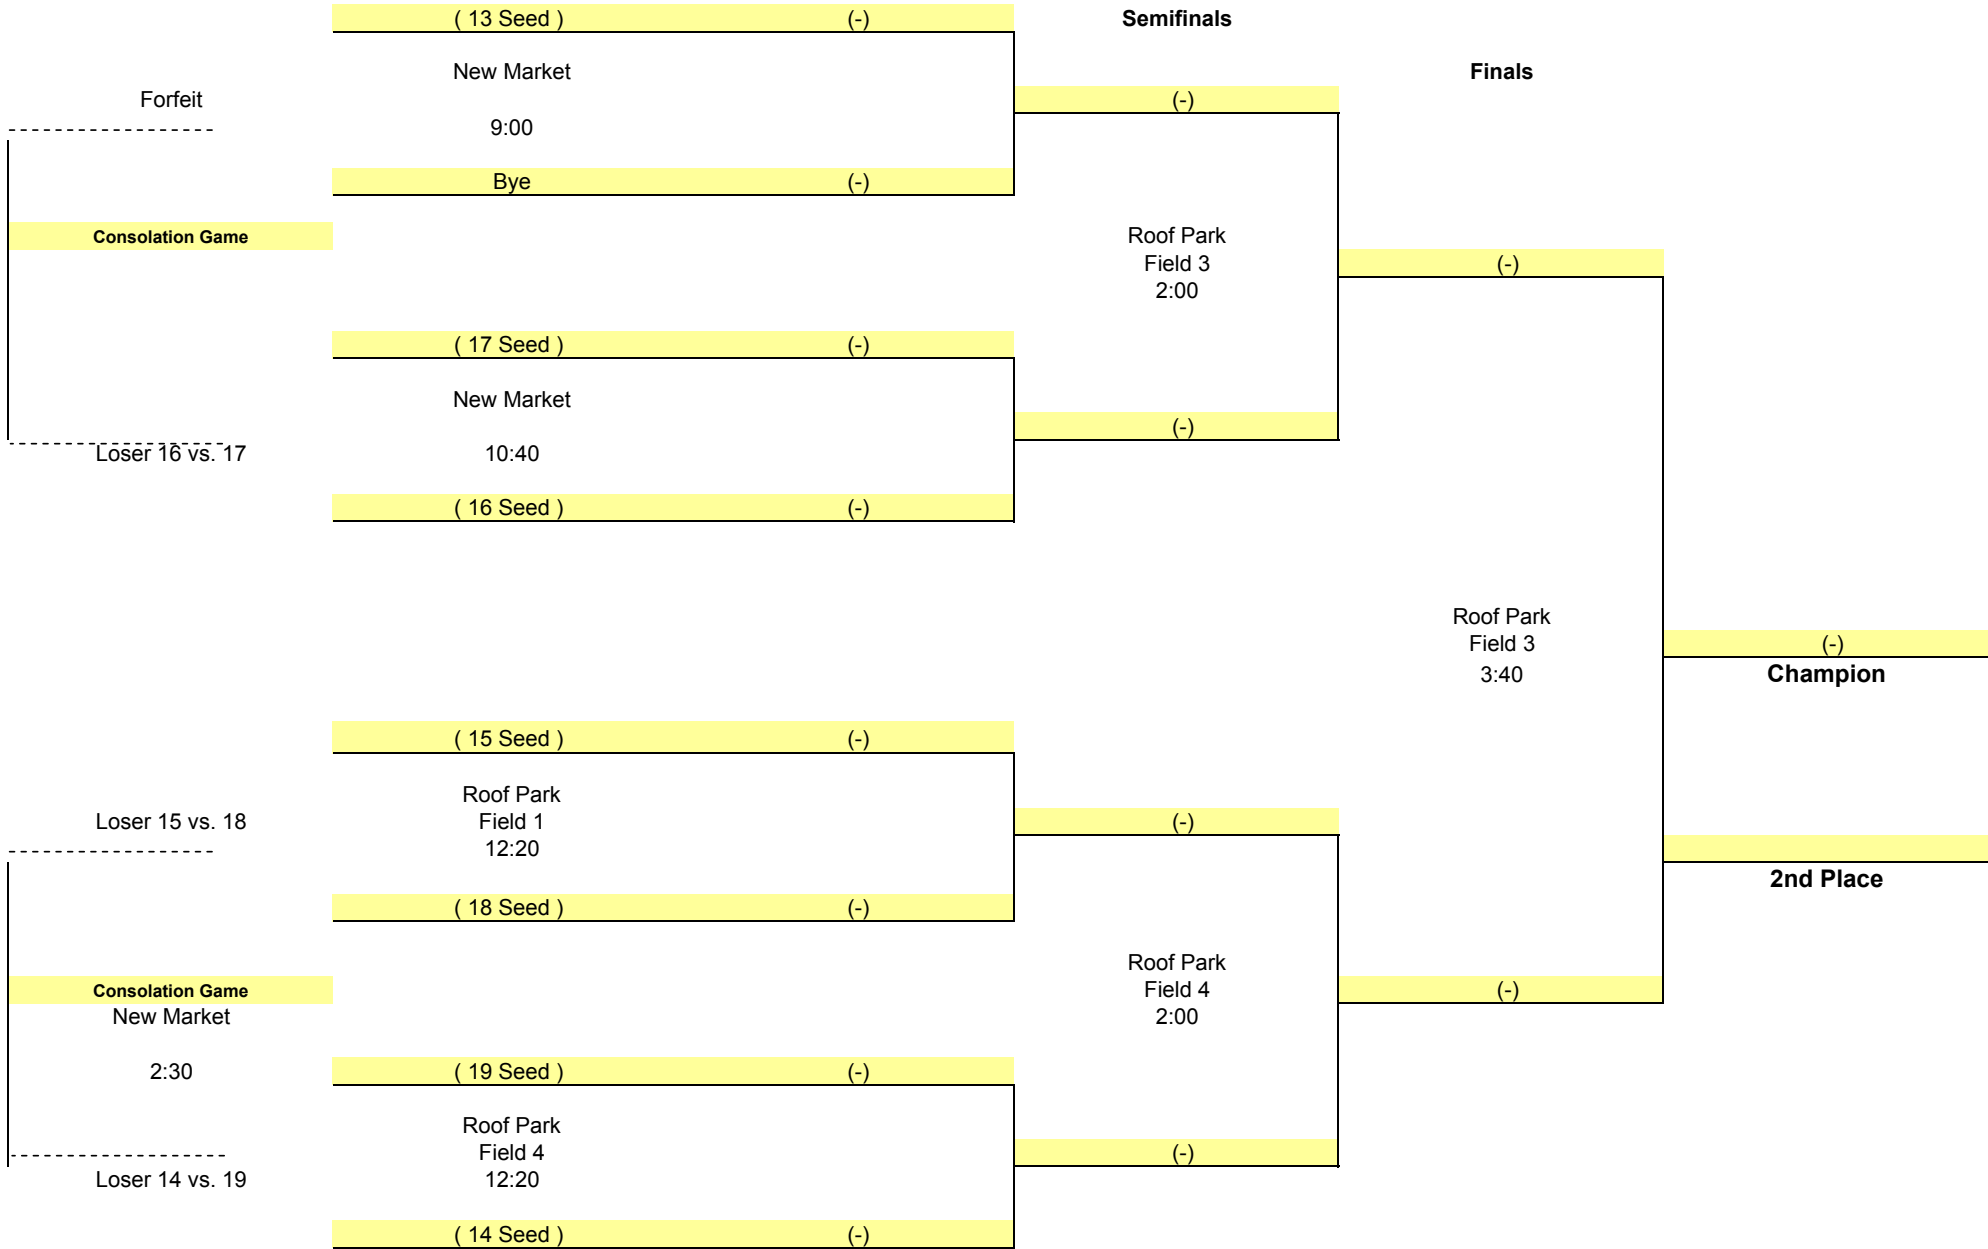 ( 13 Seed ) (-) Semifinals
New Market Finals
Forfeit (-)
9:00
Bye (-)
Consolation Game Roof Park
Field 3 (-)
2:00
( 17 Seed ) (-)
New Market
(-)
Loser 16 vs. 17 10:40
( 16 Seed ) (-)
Roof Park
Field 3 (-)
3:40 Champion
( 15 Seed ) (-)
Roof Park
Loser 15 vs. 18 Field 1 (-)
12:20
2nd Place
( 18 Seed ) (-)
Roof Park
Consolation Game Field 4 (-)
New Market 2:00
2:30 ( 19 Seed ) (-)
Roof Park
Field 4 (-)
Loser 14 vs. 19 12:20
( 14 Seed ) (-)